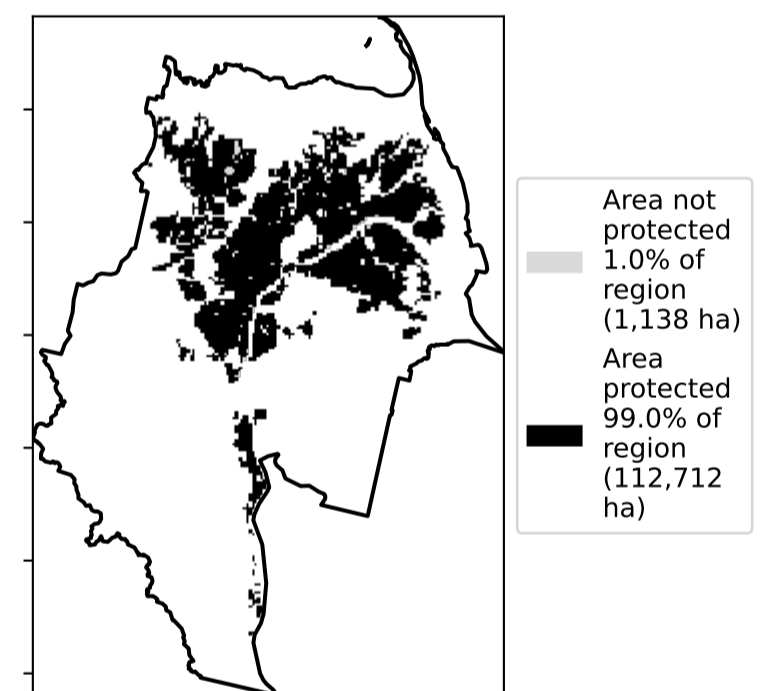 Area not
protected
1.0% of
region
(1,138 ha)
Area
protected
99.0% of
region
(112,712
ha)